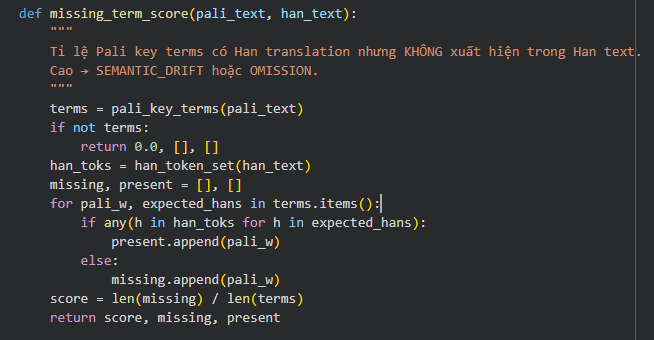 def missing_term_score(pali_text, han_text):
    """
    Tỉ lệ Pali key terms có Han translation nhưng KHÔNG xuất hiện trong Han text.
    Cao → SEMANTIC_DRIFT hoặc OMISSION.
    """
    terms = pali_key_terms(pali_text)
    if not terms:
        return 0.0, [], []
    han_toks = han_token_set(han_text)
    missing, present = [], []
    for pali_w, expected_hans in terms.items():
        if any(h in han_toks for h in expected_hans):
            present.append(pali_w)
        else:
            missing.append(pali_w)
    score = len(missing) / len(terms)
    return score, missing, present